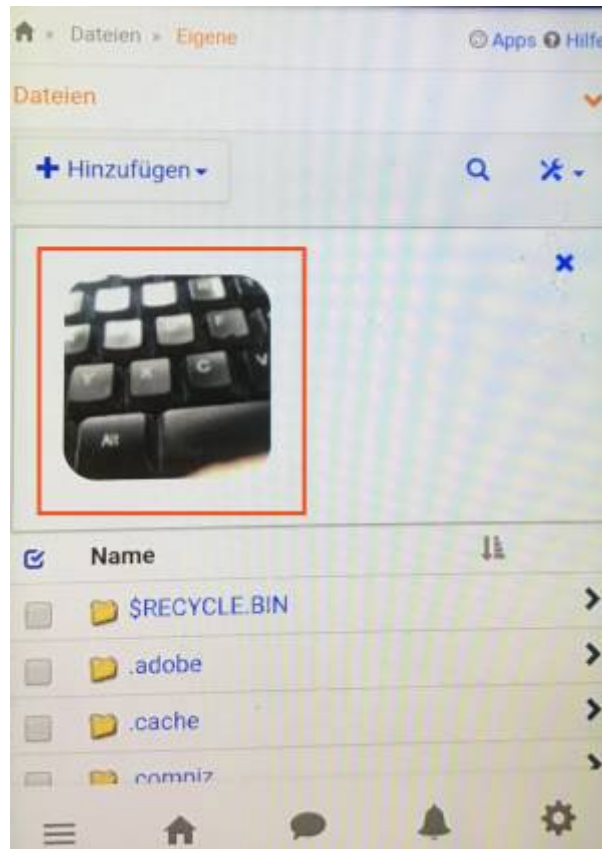 Dateien » Eigene Apps Hilfe
Dateien
Hinzufügen
Y X C V
Alt
Name
$RECYCLE.BIN
.adobe
.cache